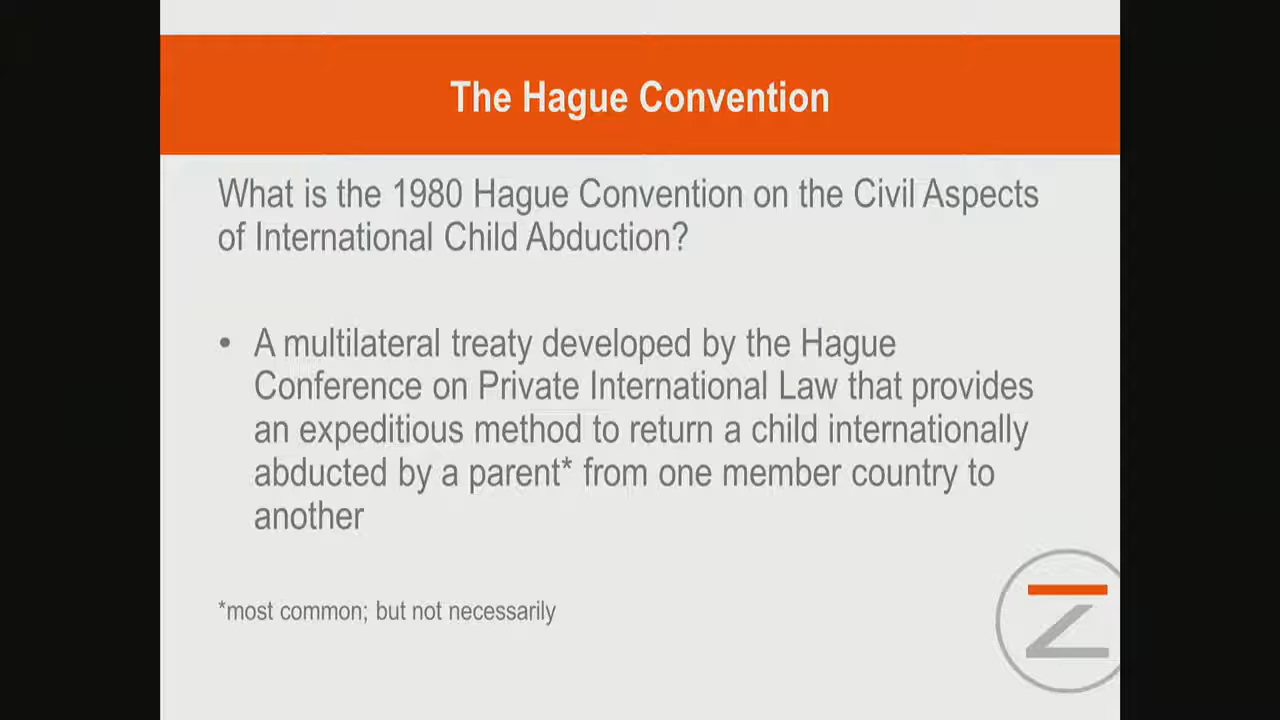 The Hague Convention
What is the 1980 Hague Convention on the Civil Aspects
of International Child Abduction?
• A multilateral treaty developed by the Hague
Conference on Private International Law that provides
an expeditious method to return a child internationally
abducted by a parent* from one member country to
another
*most common; but not necessarily
Z